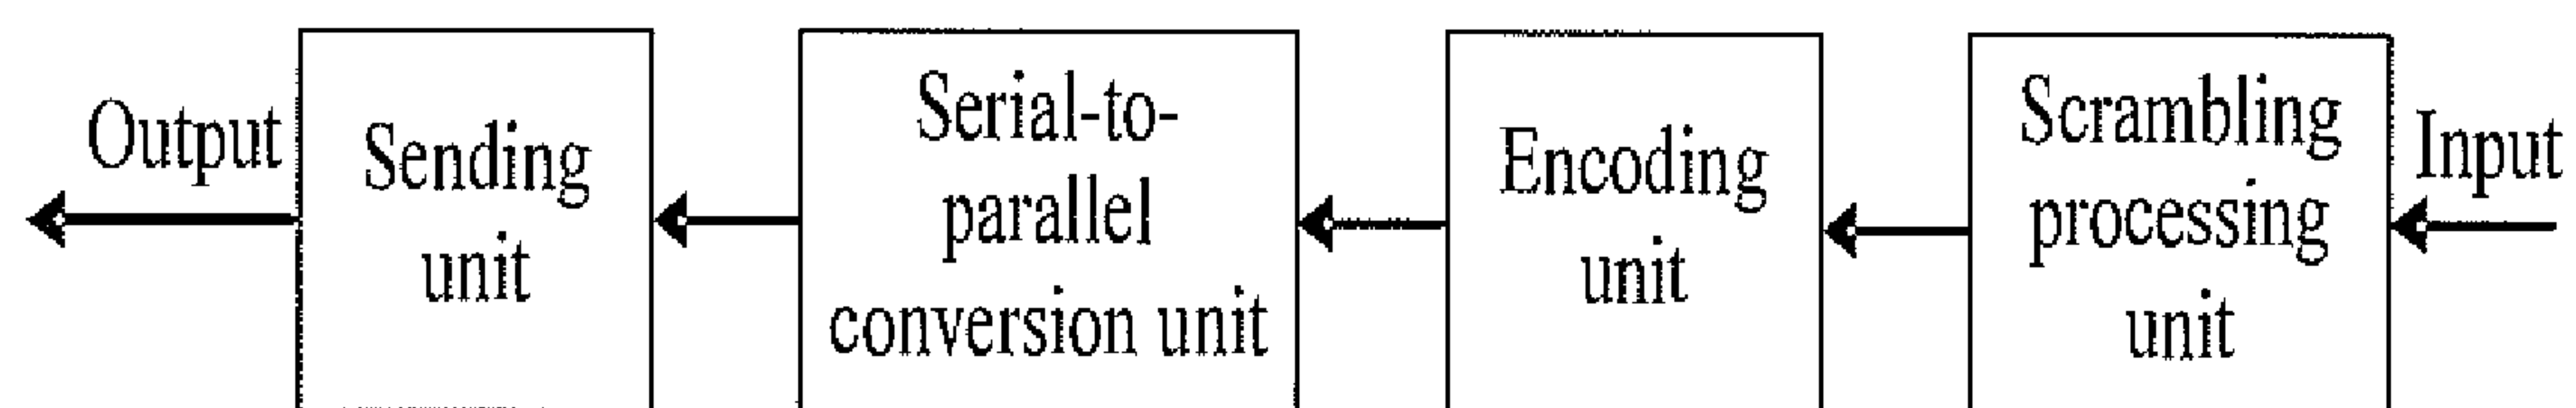 Output
Sending
unit
Serial-to-
parallel
conversion unit
Encoding
unit
Scrambling
processing
unit
Input